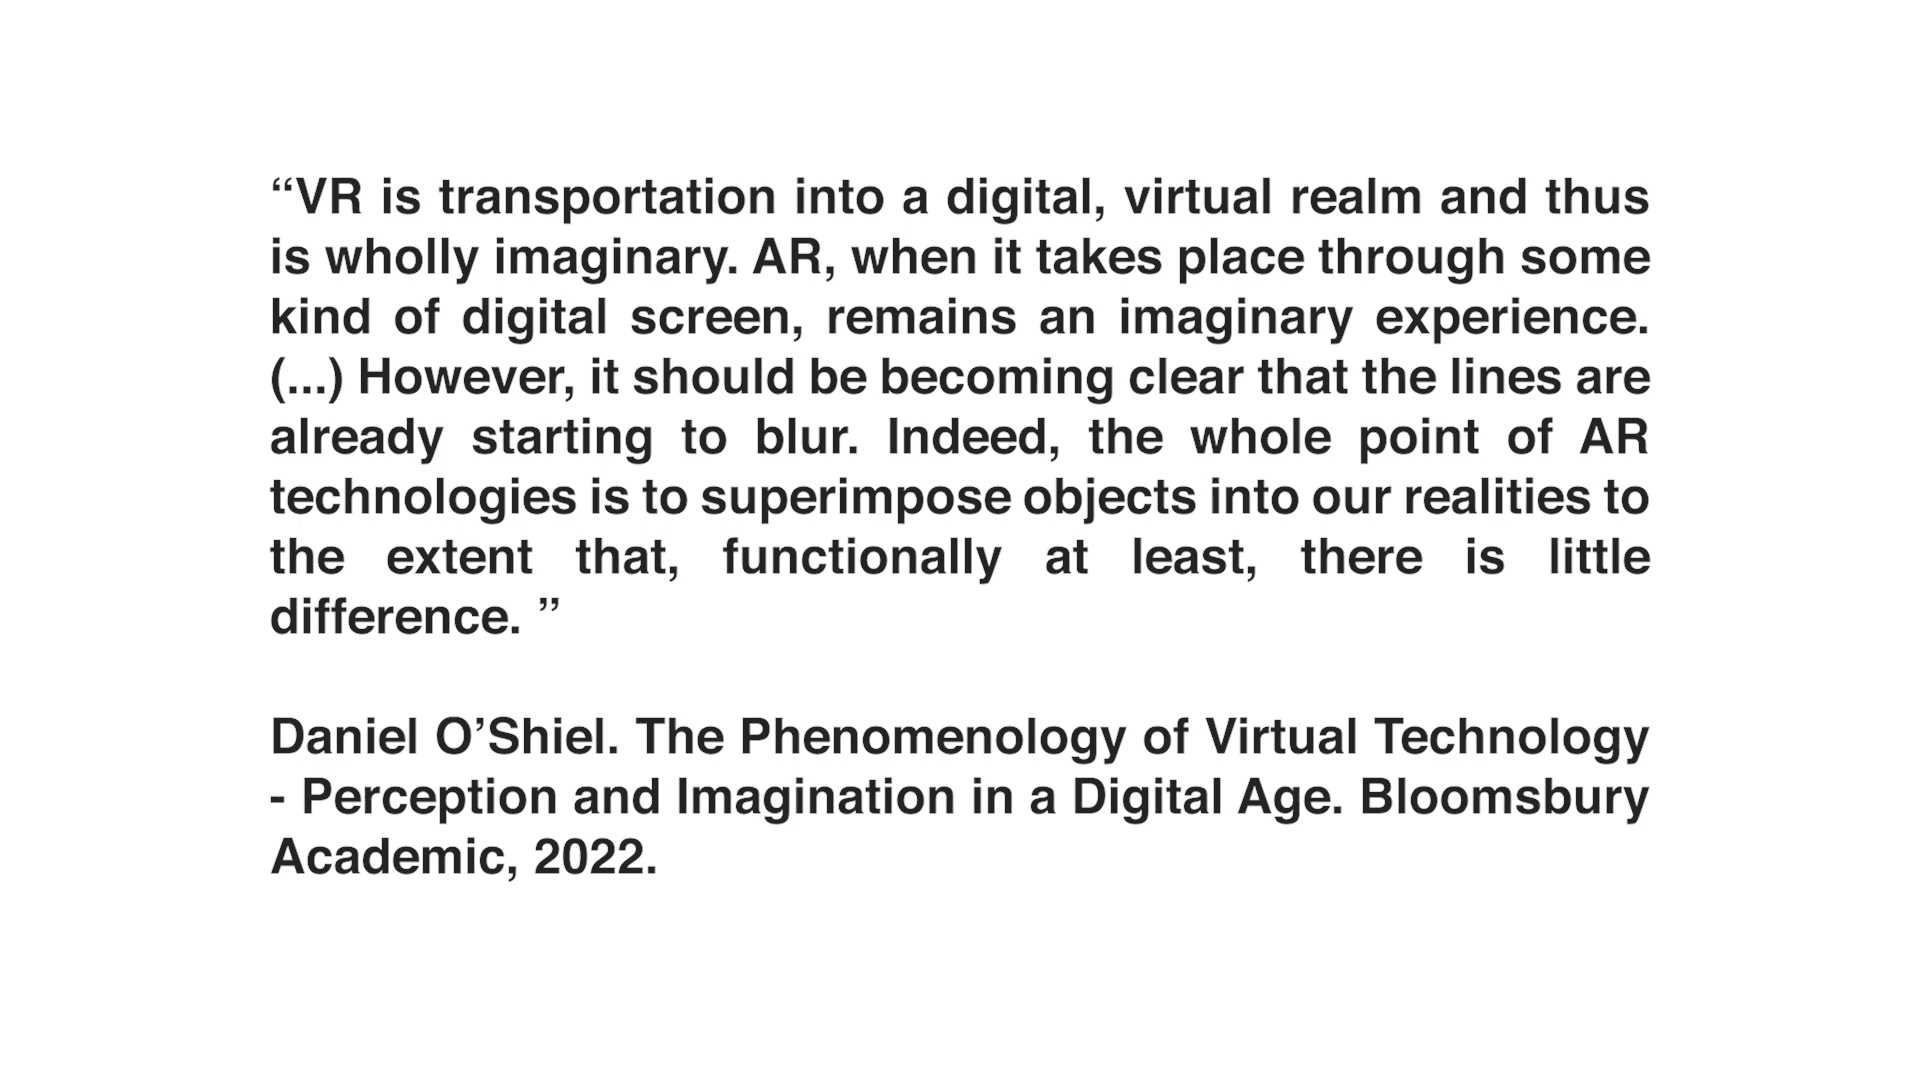 “VR is transportation into a digital, virtual realm and thus
is wholly imaginary. AR, when it takes place through some
kind of digital screen, remains an imaginary experience.
(...) However, it should be becoming clear that the lines are
already starting to blur. Indeed, the whole point of AR
technologies is to superimpose objects into our realities to
the extent that, functionally at least, there is little
difference. ”
Daniel O’Shiel. The Phenomenology of Virtual Technology
- Perception and Imagination in a Digital Age. Bloomsbury
Academic, 2022.